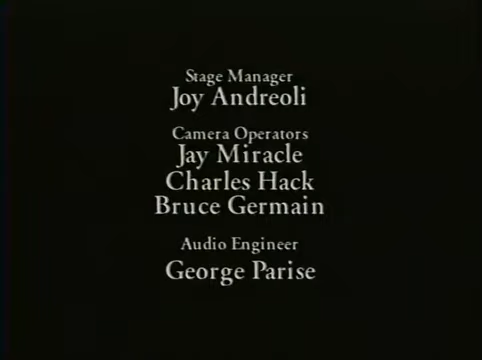 Stage Manager
Joy Andreoli
Camera Operators
Jay Miracle
Charles Hack
Bruce Germain
Audio Engineer
George Parise